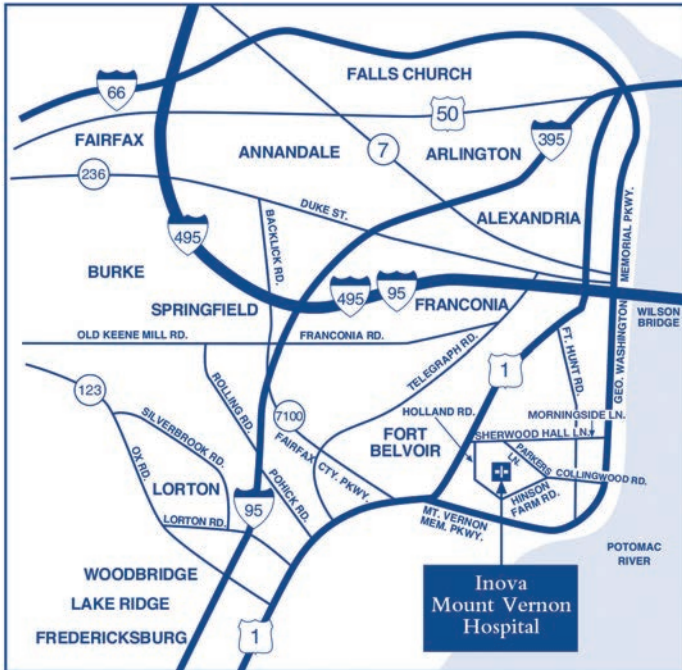 FALLS CHURCH
66
50
FAIRFAX
395
ANNANDALE
7
ARLINGTON
236
DUKE ST.
BACKLICK RD.
ALEXANDRIA
GEO. WASHINGTON MEMORIAL PKWY.
495
BURKE
495
95
SPRINGFIELD
FRANCONIA
WILSON
BRIDGE
OLD KEENE MILL RD.
FRANCONIA RD.
TELEGRAPH RD.
FT. HUNT RD.
1
123
ROLLING RD.
7100
HOLLAND RD.
MORNINGSIDE LN.
SILVERBROOK RD.
FAIRFAX CTY. PKWY.
FORT
BELVOIR
SHERWOOD HALL LN.
PARKERS
LN.
OX RD.
POHICK RD.
COLLINGWOOD RD.
LORTON
95
HINSON
FARM RD.
LORTON RD.
MT. VERNON
MEM. PKWY.
POTOMAC
RIVER
WOODBRIDGE
Inova
Mount Vernon
Hospital
LAKE RIDGE
FREDERICKSBURG
1